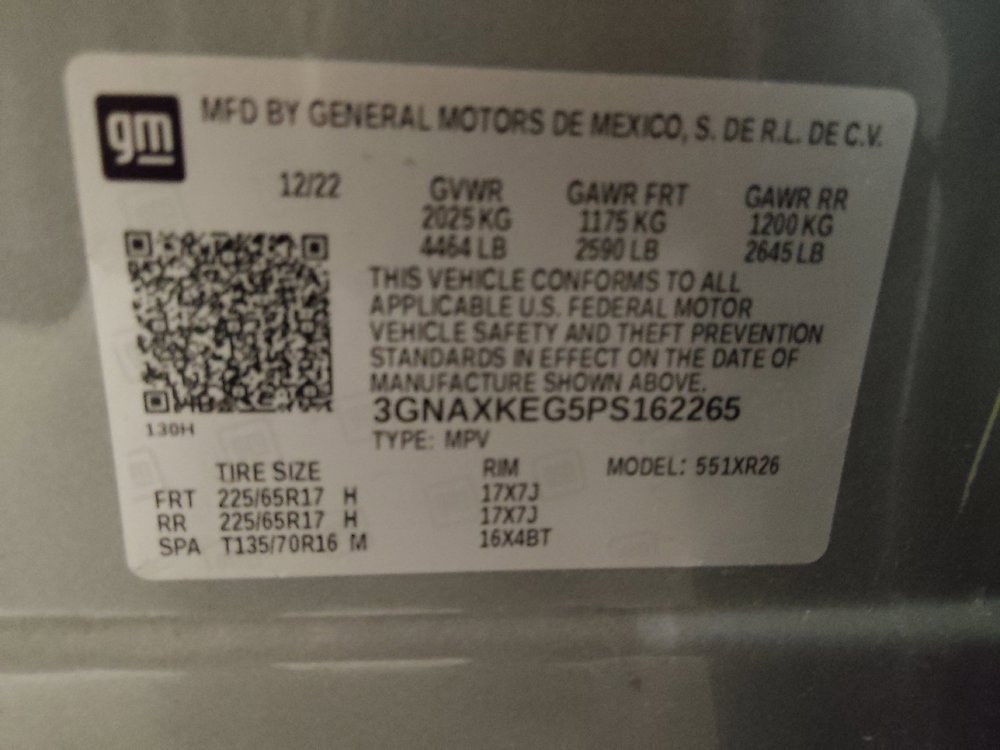 gm
MFD BY GENERAL MOTORS DE MEXICO, S. DE R.L. DE C.V.
12/22 GVWR GAWR FRT GAWR RR
2025 KG 1175 KG 1200 KG
4464 LB 2590 LB 2645 LB
THIS VEHICLE CONFORMS TO ALL
APPLICABLE U.S. FEDERAL MOTOR
VEHICLE SAFETY AND THEFT PREVENTION
STANDARDS IN EFFECT ON THE DATE OF
MANUFACTURE SHOWN ABOVE.
3GNAXKEG5PS162265
130H
TYPE: MPV
TIRE SIZE RIM MODEL: 551XR26
FRT 225/65R17 H 17X7J
RR 225/65R17 H 17X7J
SPA T135/70R16 M 16X4BT